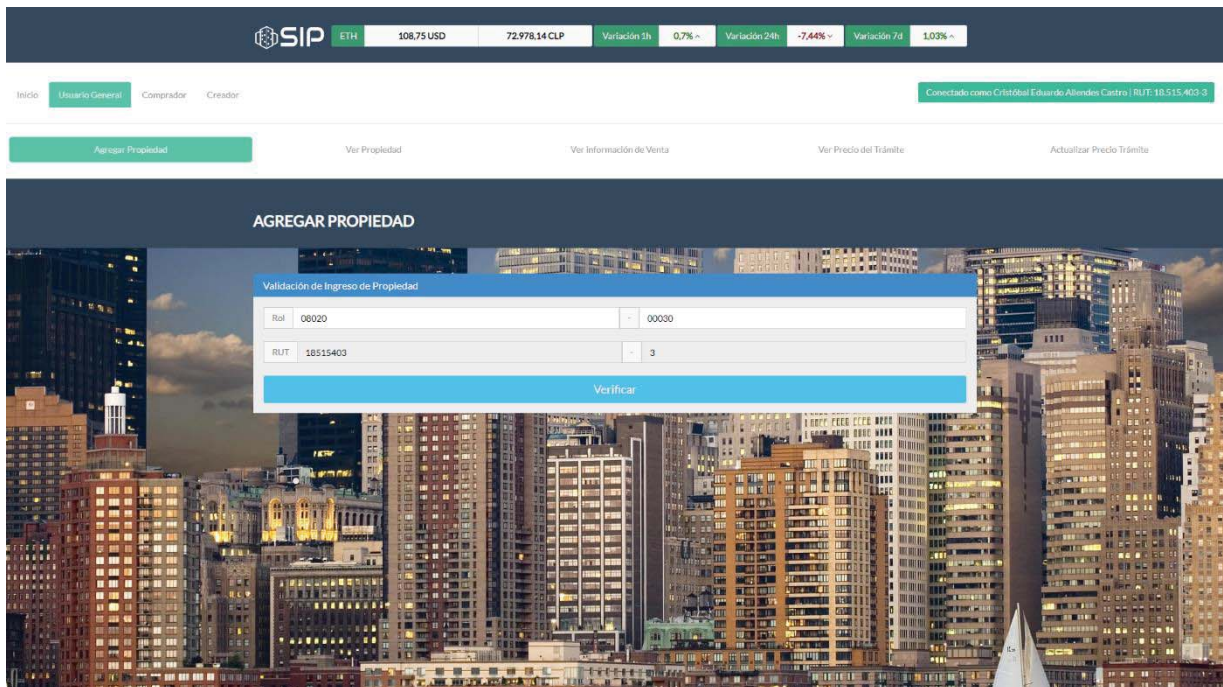 SIP ETH 108,75 USD 72.978,14 CLP Variación 1h 0,7% Variación 24h -7,44% Variación 7d 1,03%
Inicio Usuario General Comprador Creador Conectado como Cristóbal Eduardo Allendes Castro | RUT: 18.515.403-3
Agregar Propiedad Ver Propiedad Ver Información de Venta Ver Precio del Trámite Actualizar Precio Trámite
AGREGAR PROPIEDAD
Validación de Ingreso de Propiedad
Rol 08020 - 00030
RUT 18515403 - 3
Verificar